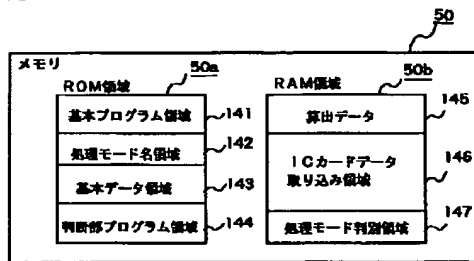 50
メモリ
ROM領域 50a
基本プログラム領域 141
処理モード名領域 142
基本データ領域 143
判断部プログラム領域 144
RAM領域 50b
算出データ 145
ICカードデータ
取り込み領域 146
処理モード判別領域 147